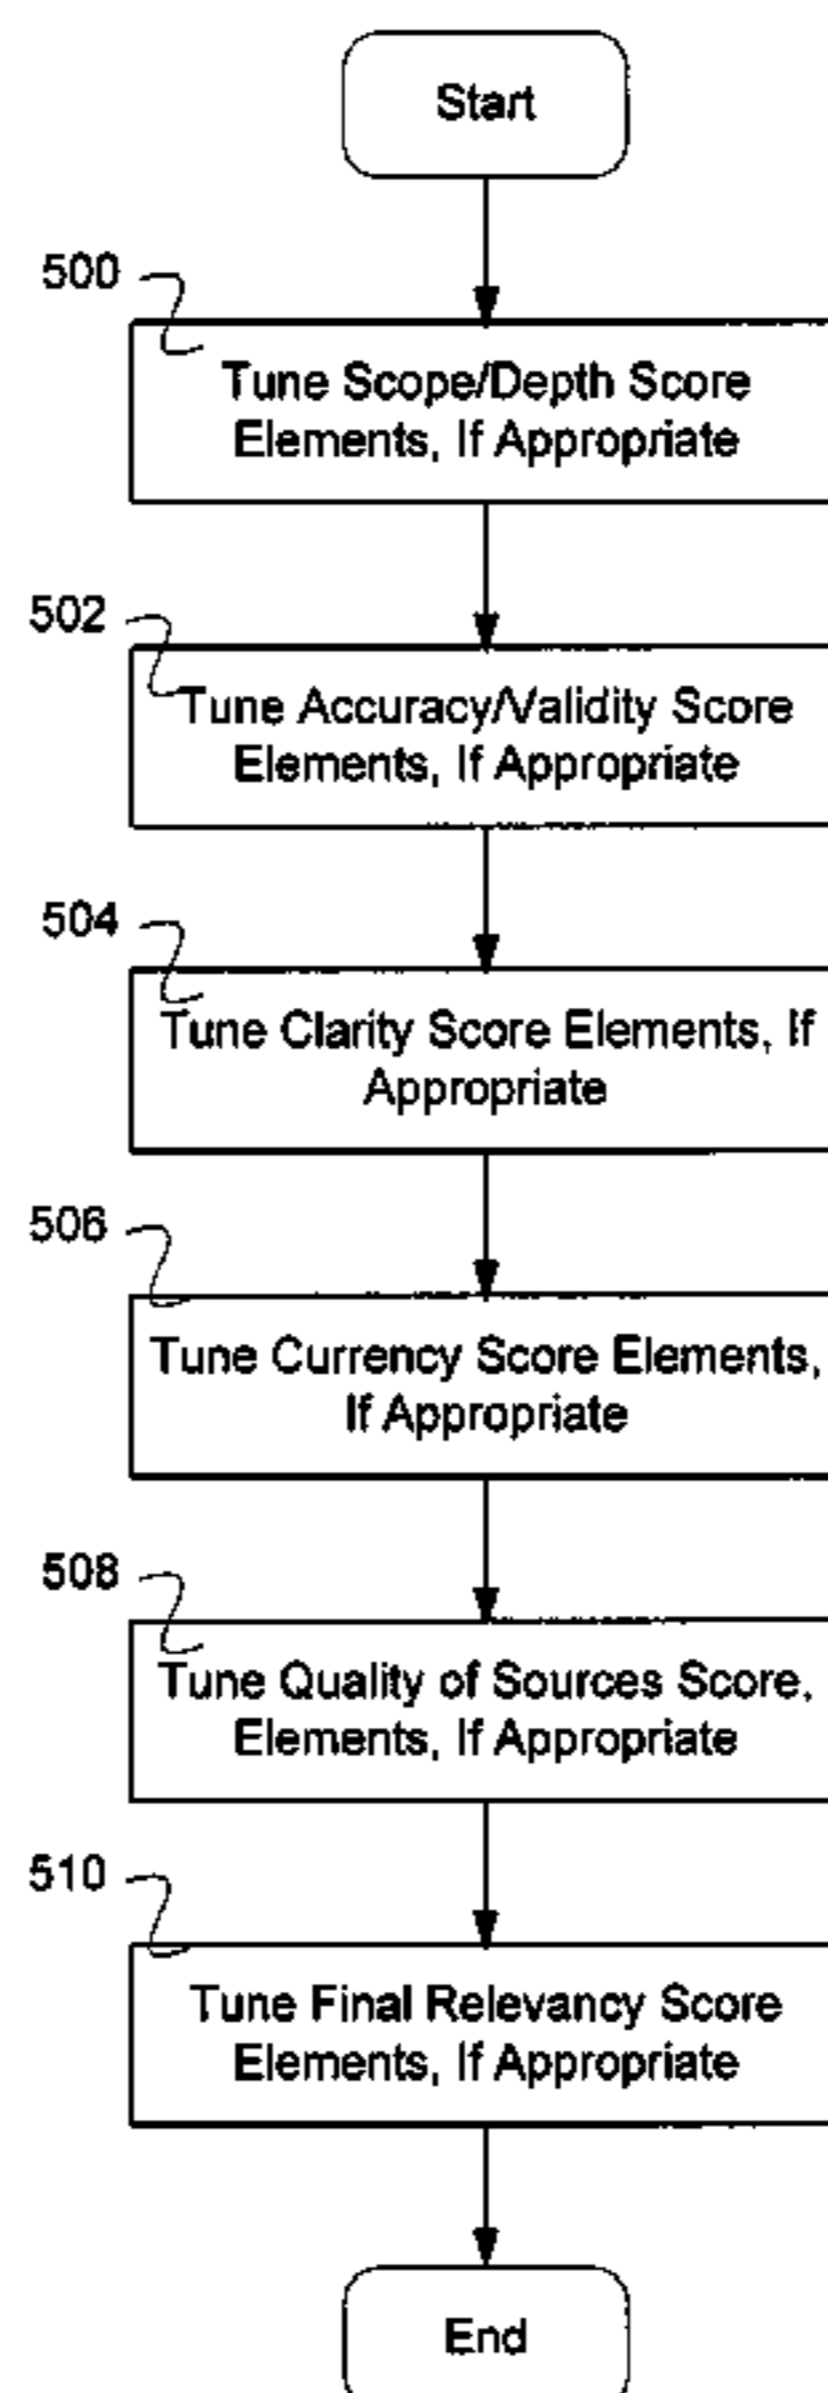 Start
500
Tune Scope/Depth Score
Elements, If Appropriate
502
Tune Accuracy/Validity Score
Elements, If Appropriate
504
Tune Clarity Score Elements, If
Appropriate
506
Tune Currency Score Elements,
If Appropriate
508
Tune Quality of Sources Score,
Elements, If Appropriate
510
Tune Final Relevancy Score
Elements, If Appropriate
End